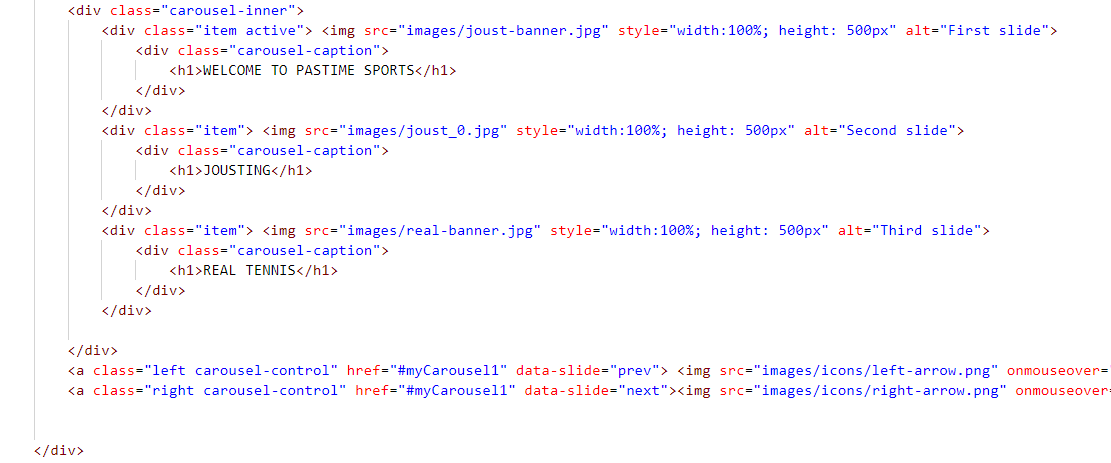 <div class="carousel-inner">
<div class="item active"> <img src="images/joust-banner.jpg" style="width:100%; height: 500px" alt="First slide">
<div class="carousel-caption">
<h1>WELCOME TO PASTIME SPORTS</h1>
</div>
</div>
<div class="item"> <img src="images/joust_0.jpg" style="width:100%; height: 500px" alt="Second slide">
<div class="carousel-caption">
<h1>JOUSTING</h1>
</div>
</div>
<div class="item"> <img src="images/real-banner.jpg" style="width:100%; height: 500px" alt="Third slide">
<div class="carousel-caption">
<h1>REAL TENNIS</h1>
</div>
</div>
</div>
<a class="left carousel-control" href="#myCarousel1" data-slide="prev"> <img src="images/icons/left-arrow.png" onmouseover="
<a class="right carousel-control" href="#myCarousel1" data-slide="next"><img src="images/icons/right-arrow.png" onmouseover=
</div>